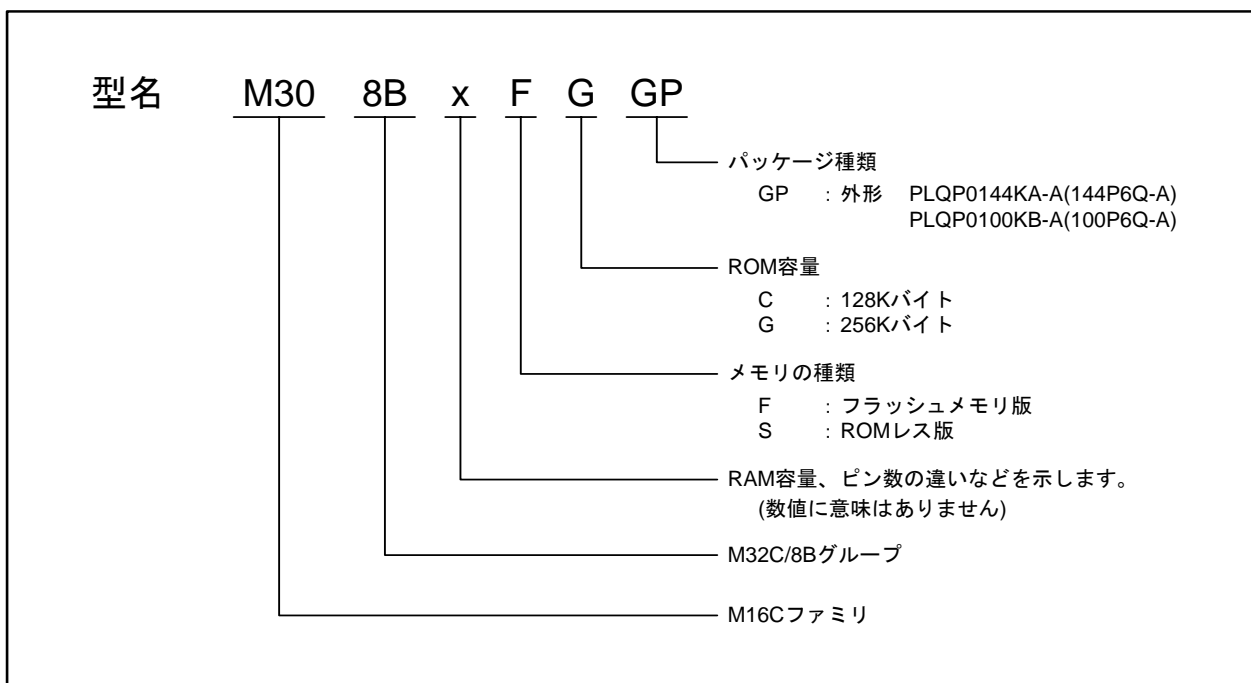 型名 M30 8B x F G GP
パッケージ種類
GP : 外形 PLQP0144KA-A(144P6Q-A)
PLQP0100KB-A(100P6Q-A)
ROM容量
C : 128Kバイト
G : 256Kバイト
メモリの種類
F : フラッシュメモリ版
S : ROMレス版
RAM容量、ピン数の違いなどを示します。
(数値に意味はありません)
M32C/8Bグループ
M16Cファミリ